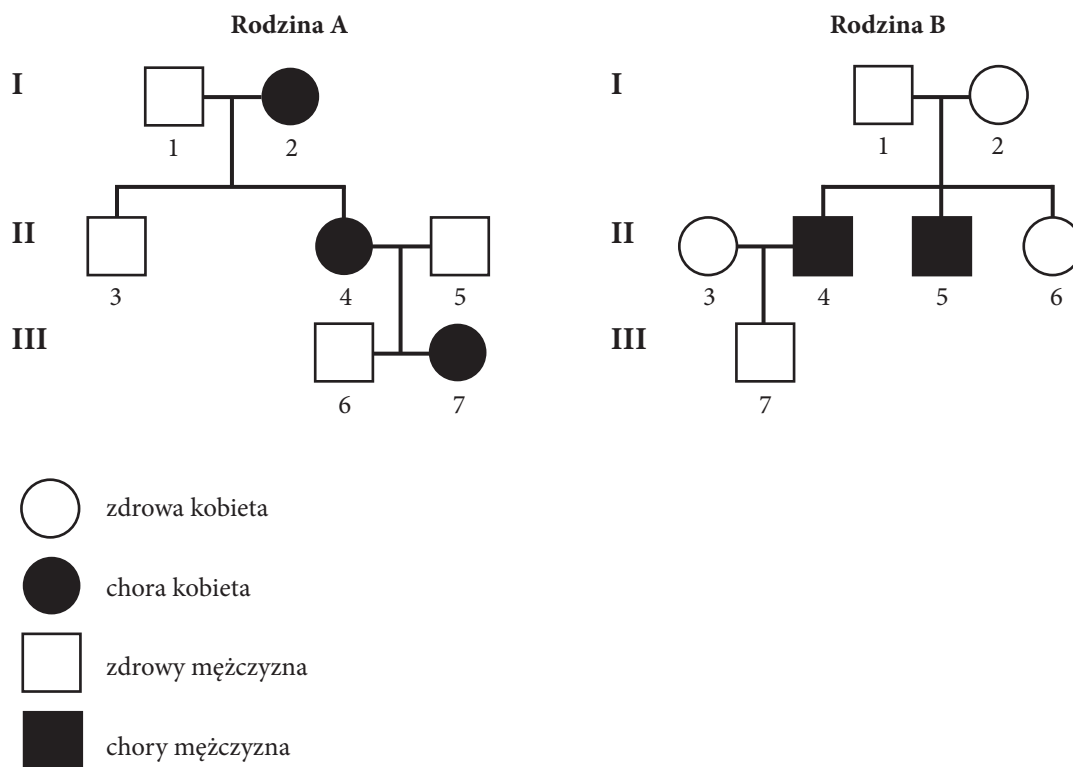 Rodzina A
I
1 2
II
3 4 5
III
6 7
Rodzina B
I
1 2
II
3 4 5 6
III
7
zdrowa kobieta
chora kobieta
zdrowy mężczyzna
chory mężczyzna